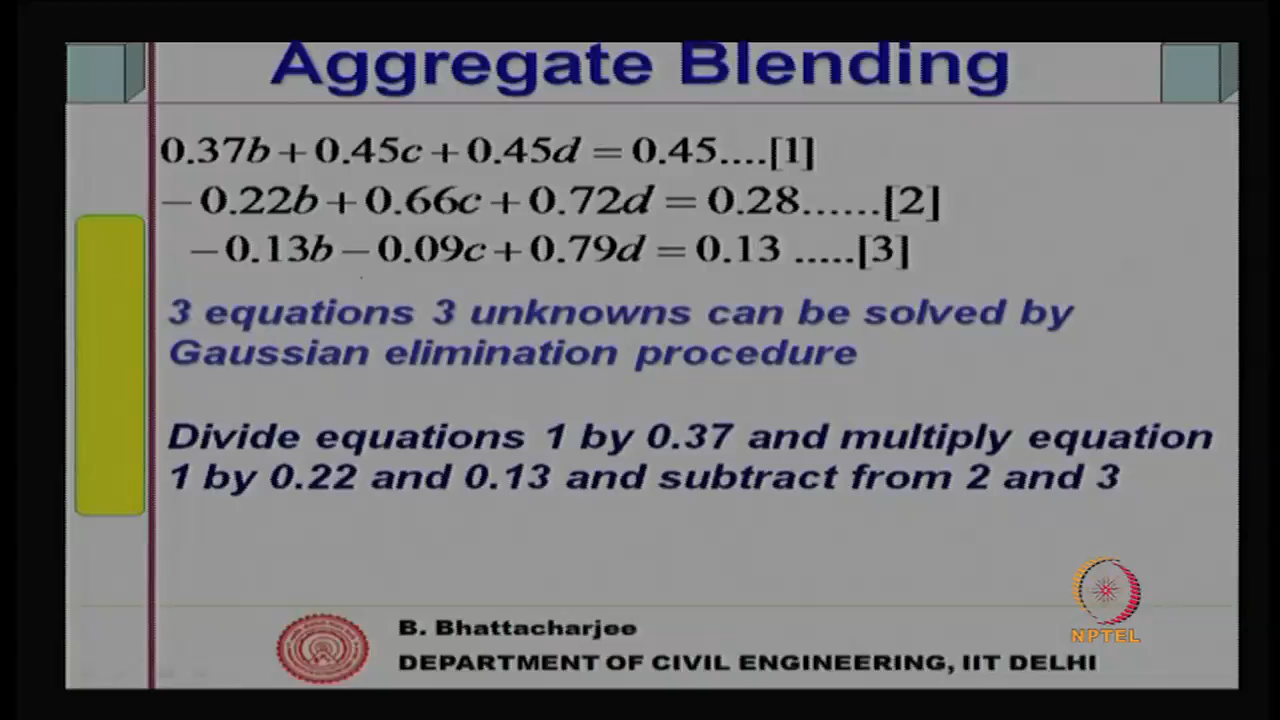 Aggregate Blending
0.37b + 0.45c + 0.45d = 0.45....[1]
− 0.22b + 0.66c + 0.72d = 0.28......[2]
− 0.13b − 0.09c + 0.79d = 0.13 .....[3]
3 equations 3 unknowns can be solved by
Gaussian elimination procedure
Divide equations 1 by 0.37 and multiply equation
1 by 0.22 and 0.13 and subtract from 2 and 3
B. Bhattacharjee
DEPARTMENT OF CIVIL ENGINEERING, IIT DELHI
NPTEL